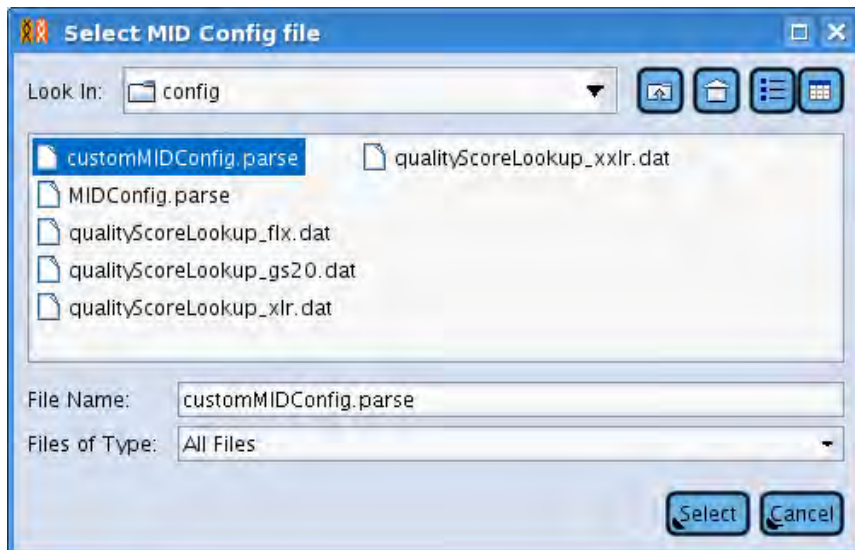 Select MID Config file
Look In: config
customMIDConfig.parse qualityScoreLookup_xxlr.dat
MIDConfig.parse
qualityScoreLookup_flx.dat
qualityScoreLookup_gs20.dat
qualityScoreLookup_xlr.dat
File Name: customMIDConfig.parse
Files of Type: All Files
Select Cancel